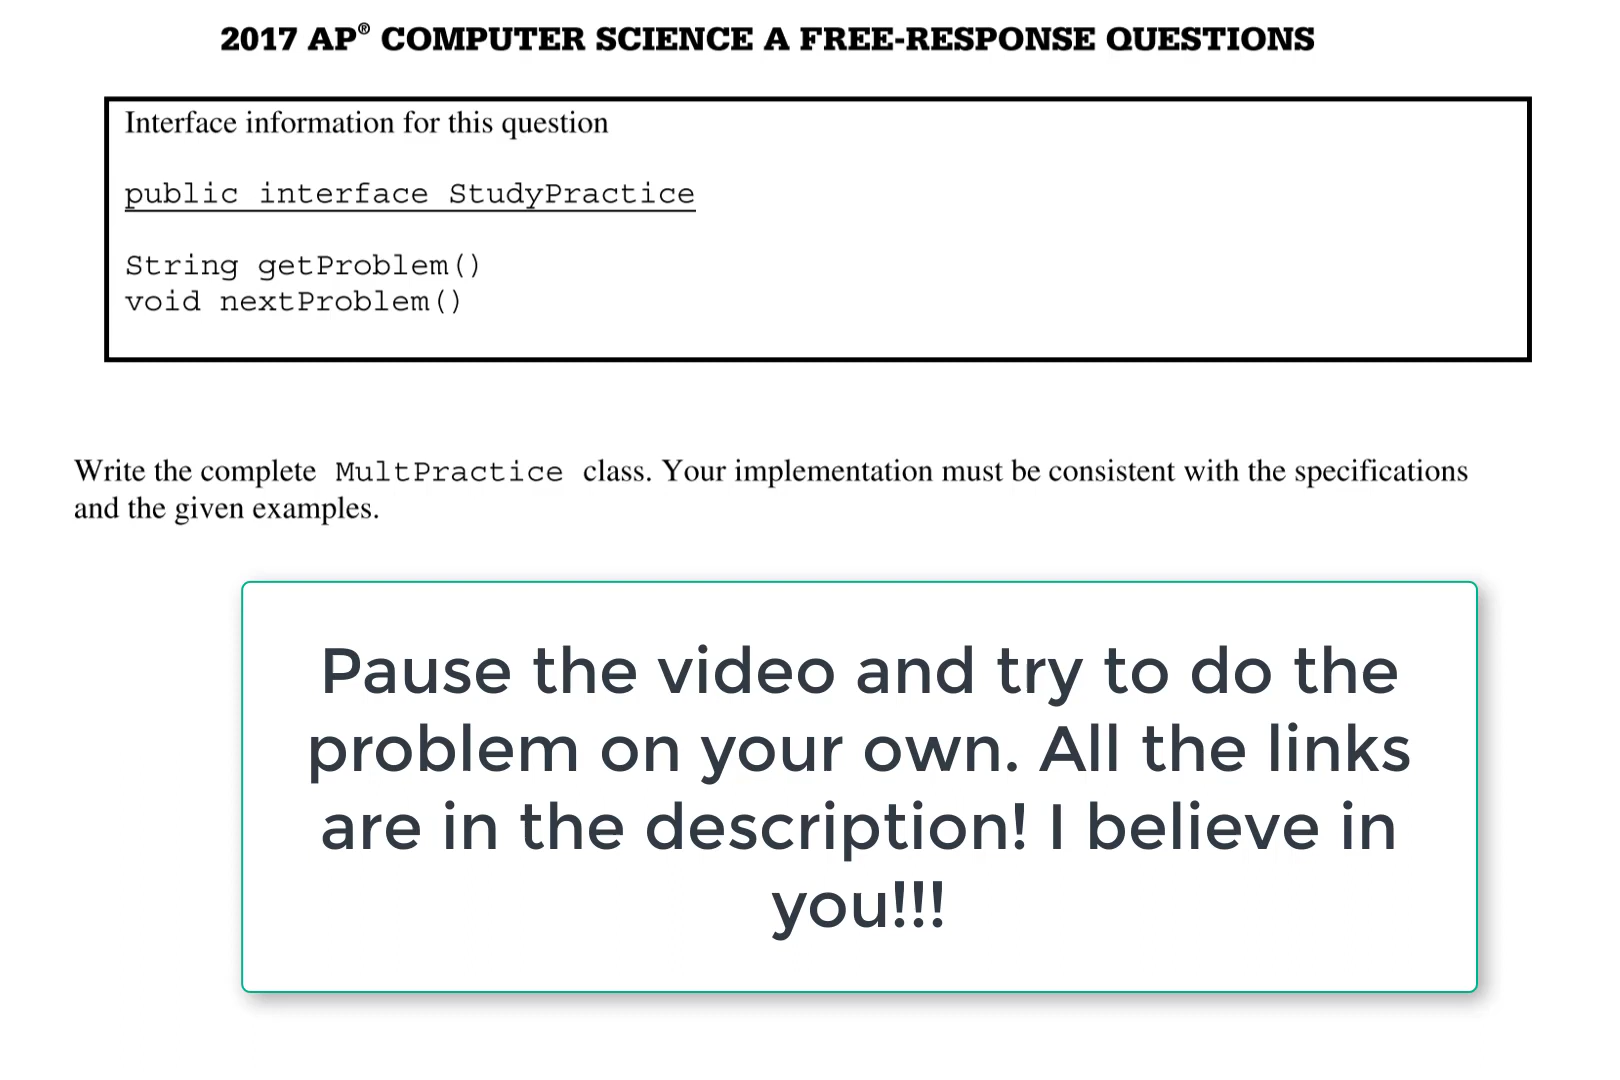 2017 AP® COMPUTER SCIENCE A FREE-RESPONSE QUESTIONS
Interface information for this question
public interface StudyPractice
String getProblem()
void nextProblem()
Write the complete MultPractice class. Your implementation must be consistent with the specifications
and the given examples.
Pause the video and try to do the
problem on your own. All the links
are in the description! I believe in
you!!!